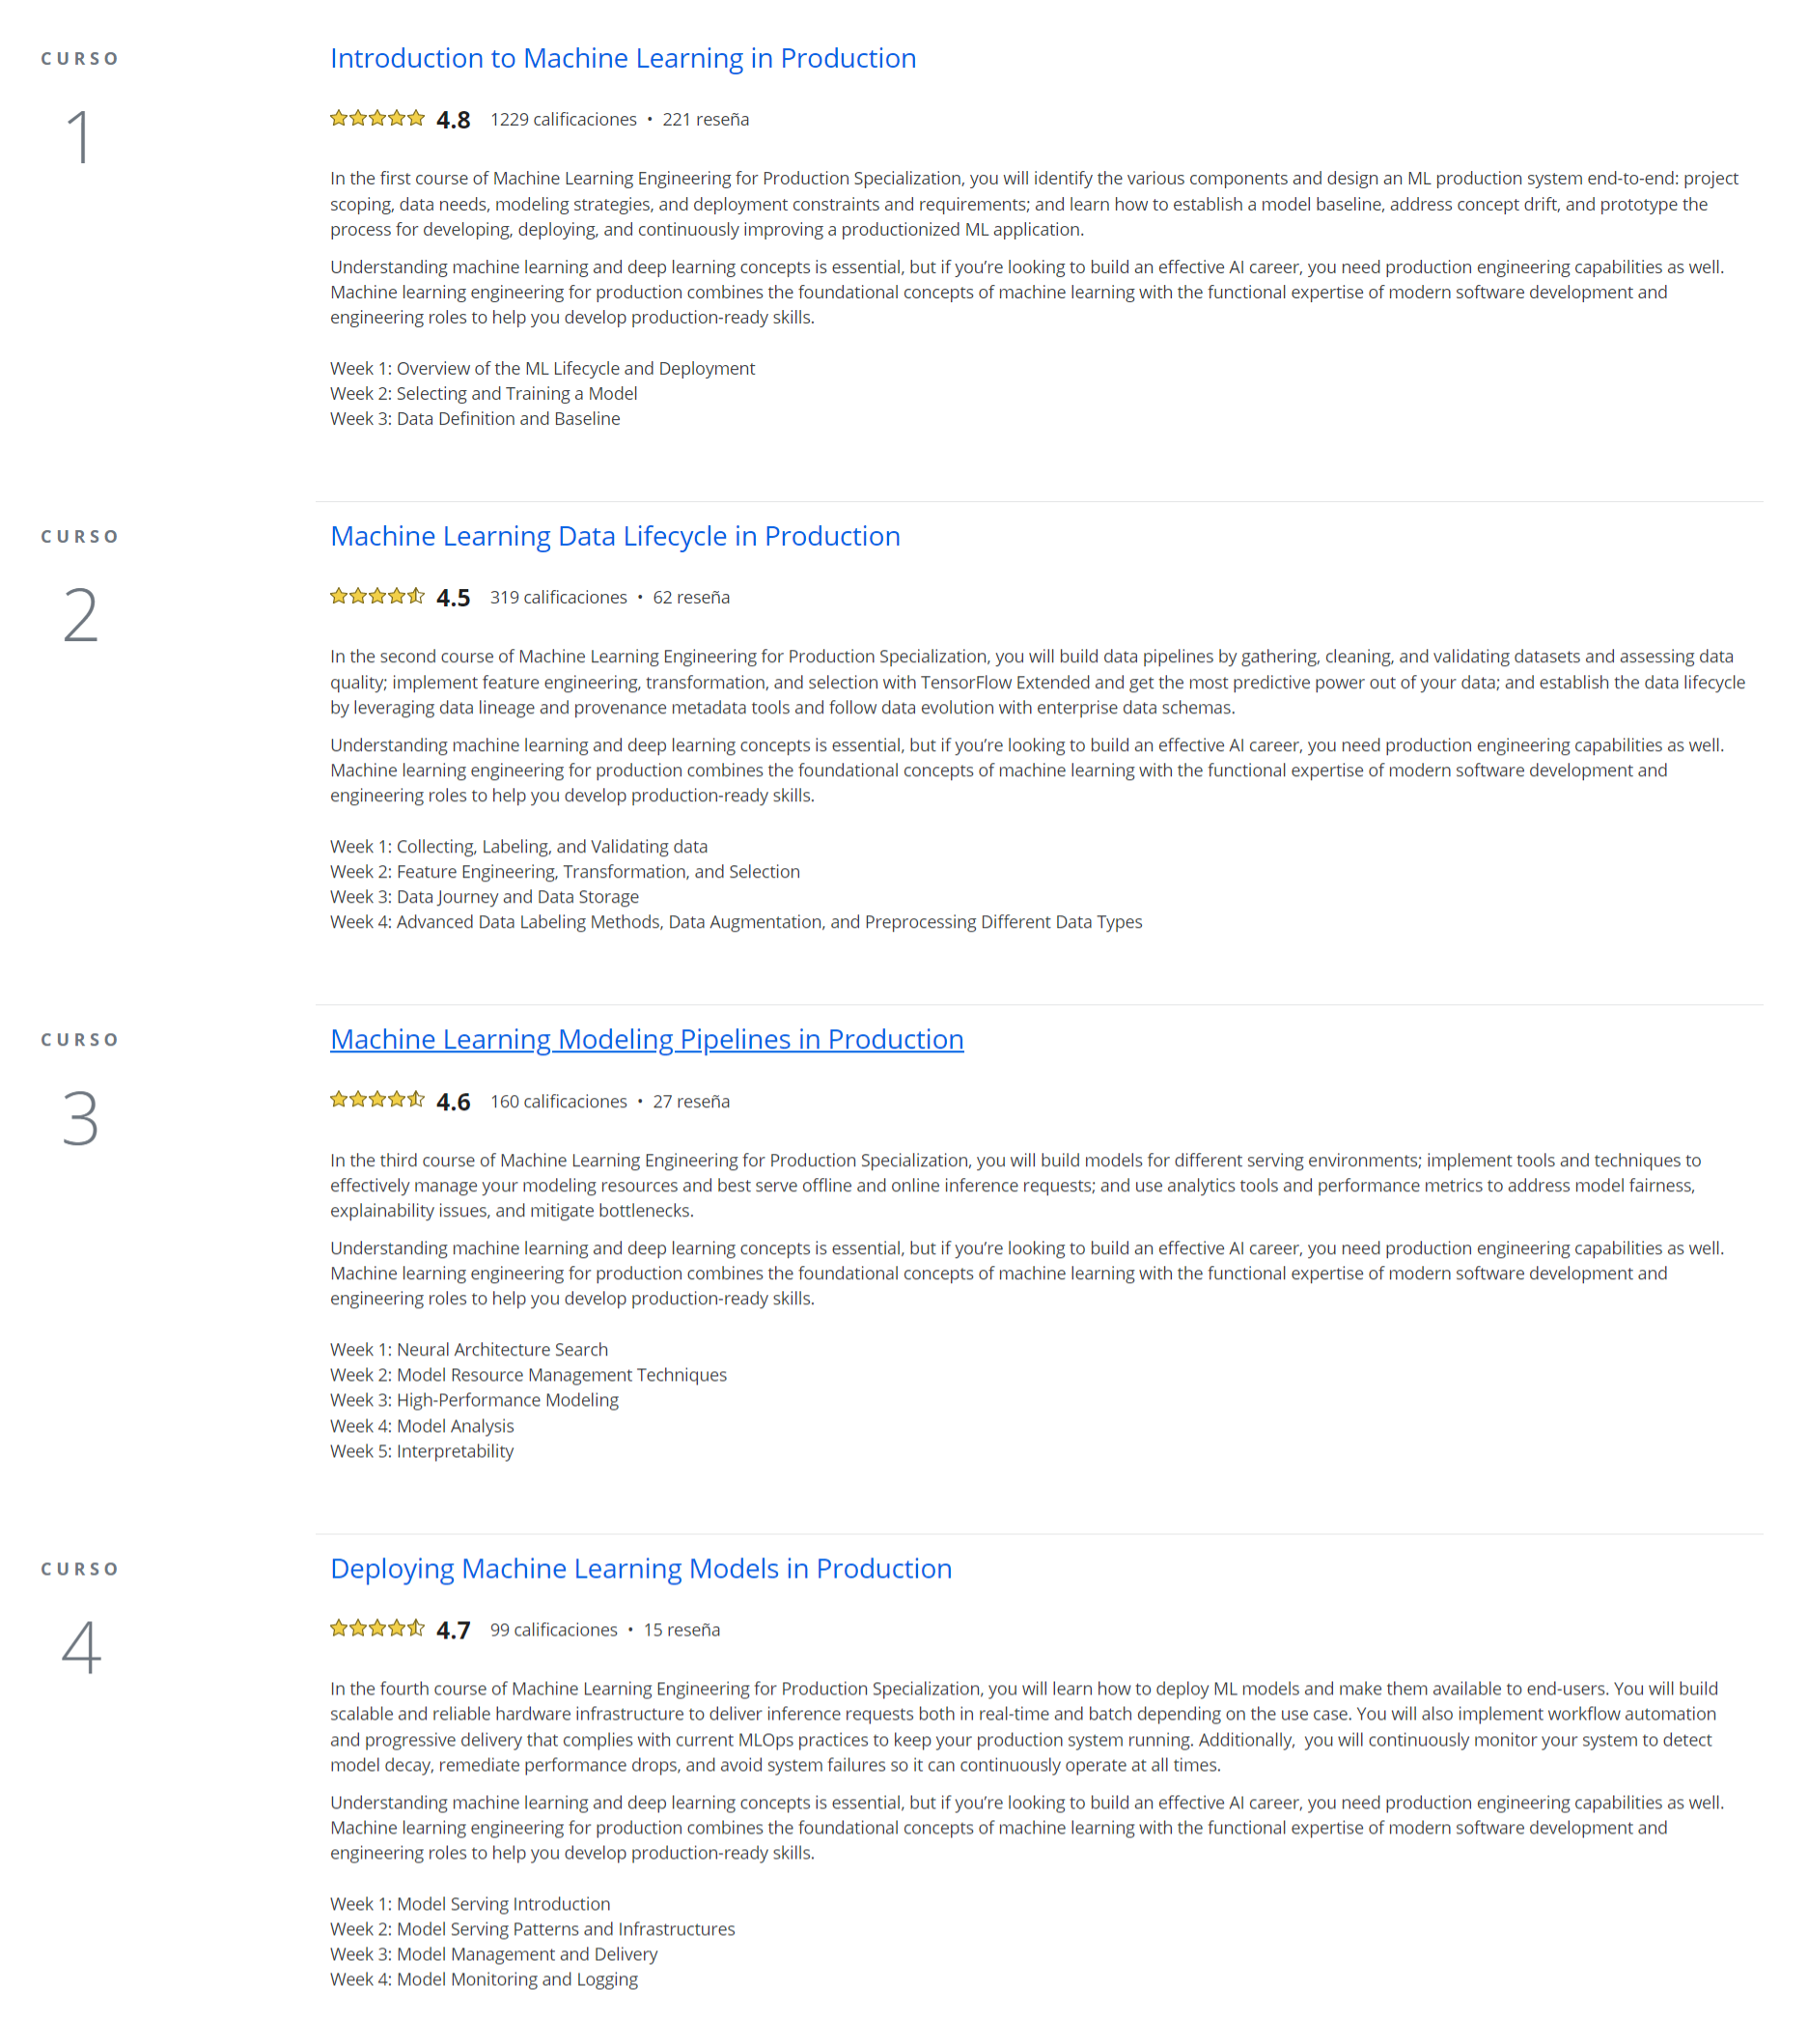 CURSO
1
Introduction to Machine Learning in Production
4.8 1229 calificaciones • 221 reseña
In the first course of Machine Learning Engineering for Production Specialization, you will identify the various components and design an ML production system end-to-end: project
scoping, data needs, modeling strategies, and deployment constraints and requirements; and learn how to establish a model baseline, address concept drift, and prototype the
process for developing, deploying, and continuously improving a productionized ML application.
Understanding machine learning and deep learning concepts is essential, but if you’re looking to build an effective AI career, you need production engineering capabilities as well.
Machine learning engineering for production combines the foundational concepts of machine learning with the functional expertise of modern software development and
engineering roles to help you develop production-ready skills.
Week 1: Overview of the ML Lifecycle and Deployment
Week 2: Selecting and Training a Model
Week 3: Data Definition and Baseline
CURSO
2
Machine Learning Data Lifecycle in Production
4.5 319 calificaciones • 62 reseña
In the second course of Machine Learning Engineering for Production Specialization, you will build data pipelines by gathering, cleaning, and validating datasets and assessing data
quality; implement feature engineering, transformation, and selection with TensorFlow Extended and get the most predictive power out of your data; and establish the data lifecycle
by leveraging data lineage and provenance metadata tools and follow data evolution with enterprise data schemas.
Understanding machine learning and deep learning concepts is essential, but if you’re looking to build an effective AI career, you need production engineering capabilities as well.
Machine learning engineering for production combines the foundational concepts of machine learning with the functional expertise of modern software development and
engineering roles to help you develop production-ready skills.
Week 1: Collecting, Labeling, and Validating data
Week 2: Feature Engineering, Transformation, and Selection
Week 3: Data Journey and Data Storage
Week 4: Advanced Data Labeling Methods, Data Augmentation, and Preprocessing Different Data Types
CURSO
3
Machine Learning Modeling Pipelines in Production
4.6 160 calificaciones • 27 reseña
In the third course of Machine Learning Engineering for Production Specialization, you will build models for different serving environments; implement tools and techniques to
effectively manage your modeling resources and best serve offline and online inference requests; and use analytics tools and performance metrics to address model fairness,
explainability issues, and mitigate bottlenecks.
Understanding machine learning and deep learning concepts is essential, but if you’re looking to build an effective AI career, you need production engineering capabilities as well.
Machine learning engineering for production combines the foundational concepts of machine learning with the functional expertise of modern software development and
engineering roles to help you develop production-ready skills.
Week 1: Neural Architecture Search
Week 2: Model Resource Management Techniques
Week 3: High-Performance Modeling
Week 4: Model Analysis
Week 5: Interpretability
CURSO
4
Deploying Machine Learning Models in Production
4.7 99 calificaciones • 15 reseña
In the fourth course of Machine Learning Engineering for Production Specialization, you will learn how to deploy ML models and make them available to end-users. You will build
scalable and reliable hardware infrastructure to deliver inference requests both in real-time and batch depending on the use case. You will also implement workflow automation
and progressive delivery that complies with current MLOps practices to keep your production system running. Additionally, you will continuously monitor your system to detect
model decay, remediate performance drops, and avoid system failures so it can continuously operate at all times.
Understanding machine learning and deep learning concepts is essential, but if you’re looking to build an effective AI career, you need production engineering capabilities as well.
Machine learning engineering for production combines the foundational concepts of machine learning with the functional expertise of modern software development and
engineering roles to help you develop production-ready skills.
Week 1: Model Serving Introduction
Week 2: Model Serving Patterns and Infrastructures
Week 3: Model Management and Delivery
Week 4: Model Monitoring and Logging